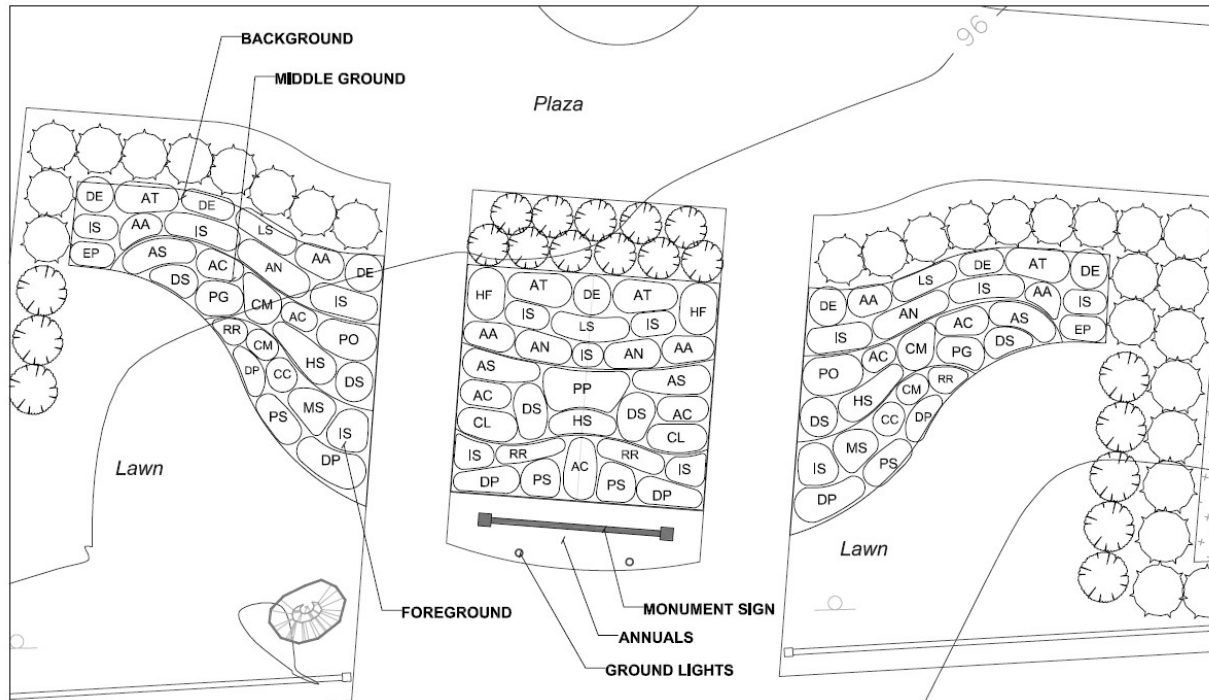 BACKGROUND
MIDDLE GROUND
Plaza
96
DE AT DE LS AA DE
IS AA IS AN IS
EP AS AC CM AC PO
DS PG HS DS
RR CM CC MS IS
DP PS DP
HF AT DE AT HF
IS LS IS
AA AN IS AN AA
AS PP AS
AC DS HS DS AC
CL CL
IS RR AC RR IS
DP PS PS DP
DE AA LS DE AT DE
IS AN IS AA IS
PO AC CM AC AS EP
DS HS PG DS
IS MS CC CM RR
DP PS DP
Lawn
Lawn
FOREGROUND
MONUMENT SIGN
ANNUALS
GROUND LIGHTS